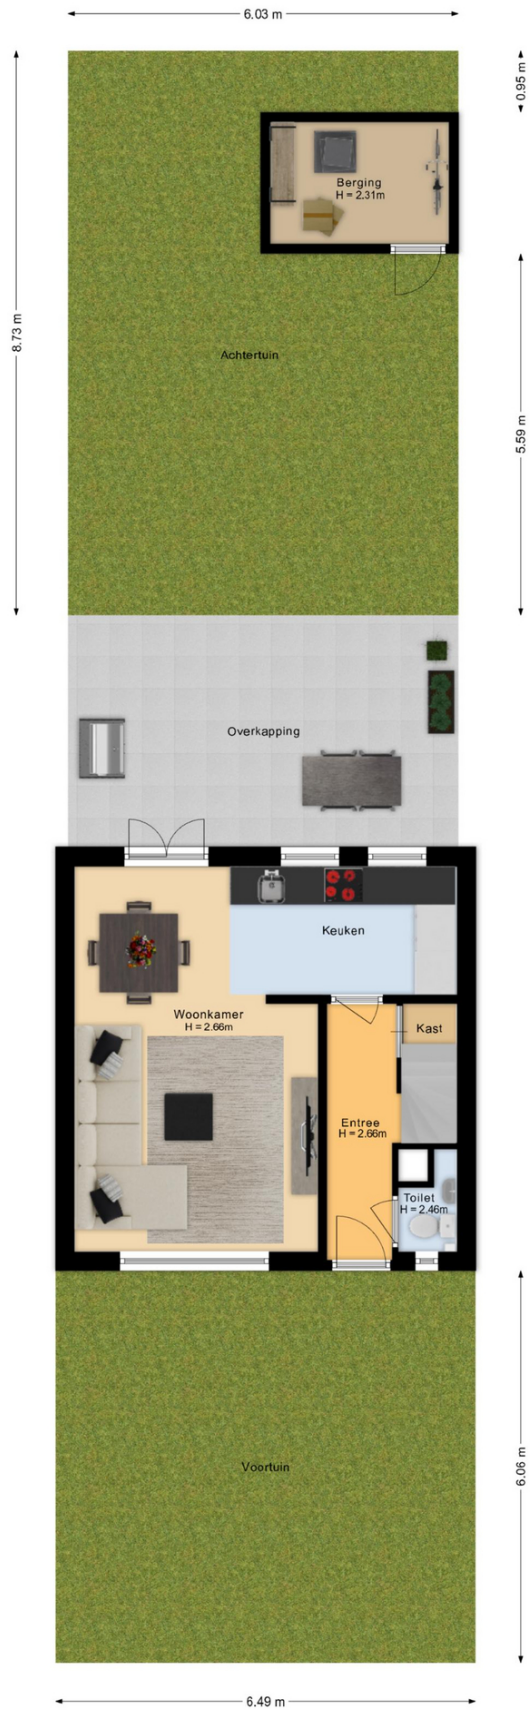 6.03 m
0.95 m
Berging
H = 2.31m
8.73 m
Achtertuin
5.59 m
Overkapping
Keuken
Woonkamer
H = 2.66m
Kast
Entree
H = 2.66m
Toilet
H = 2.46m
Voortuin
6.06 m
6.49 m